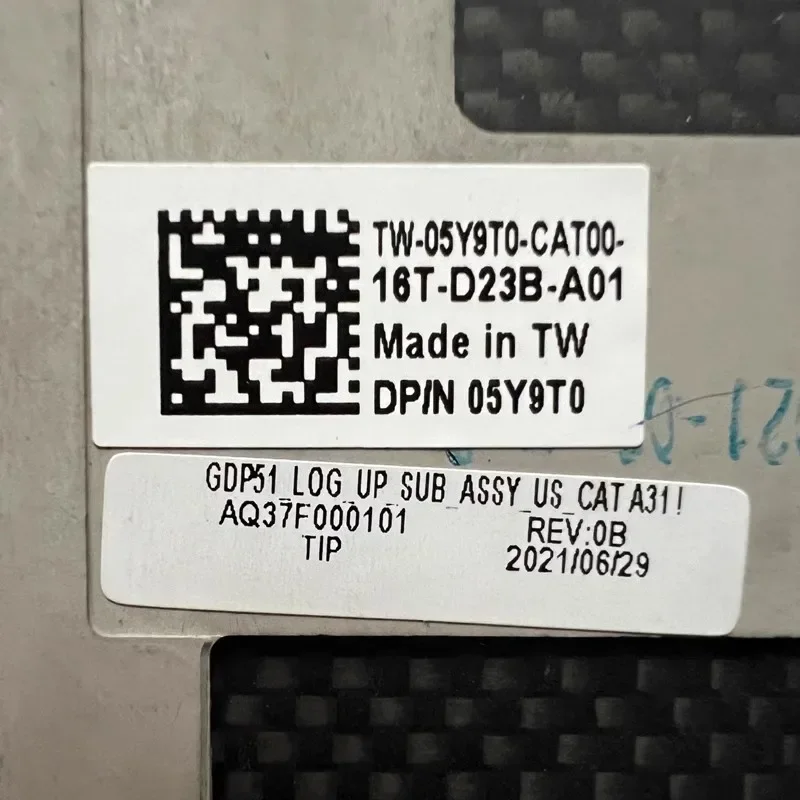 TW-05Y9T0-CAT00-
16T-D23B-A01
Made in TW
DP/N 05Y9T0
GDP51_LOG_UP_SUB_ASSY_US_CAT A31!
AQ37F000101
REV:0B
TIP
2021/06/29